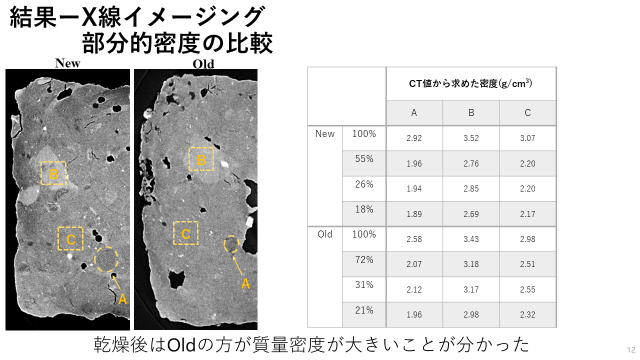 結果ーX線イメージング
部分的密度の比較
New
Old
B
C
A
B
C
A
CT値から求めた密度(g/cm³)
A B C
New 100% 2.92 3.52 3.07
55% 1.96 2.76 2.20
26% 1.94 2.85 2.20
18% 1.89 2.69 2.17
Old 100% 2.58 3.43 2.98
72% 2.07 3.18 2.51
31% 2.12 3.17 2.55
21% 1.96 2.98 2.32
乾燥後はOldの方が質量密度が大きいことが分かった
12